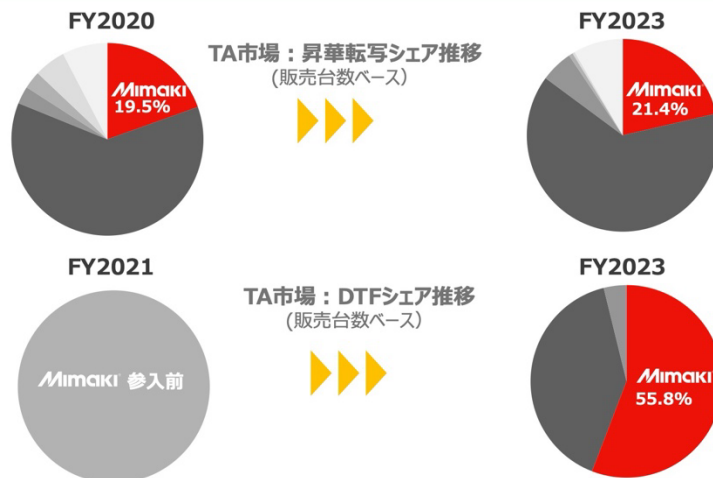 FY2020
TA市場：昇華転写シェア推移
(販売台数ベース)
FY2023
Mimaki
19.5%
Mimaki
21.4%
FY2021
TA市場：DTFシェア推移
(販売台数ベース)
FY2023
Mimaki 参入前
Mimaki
55.8%